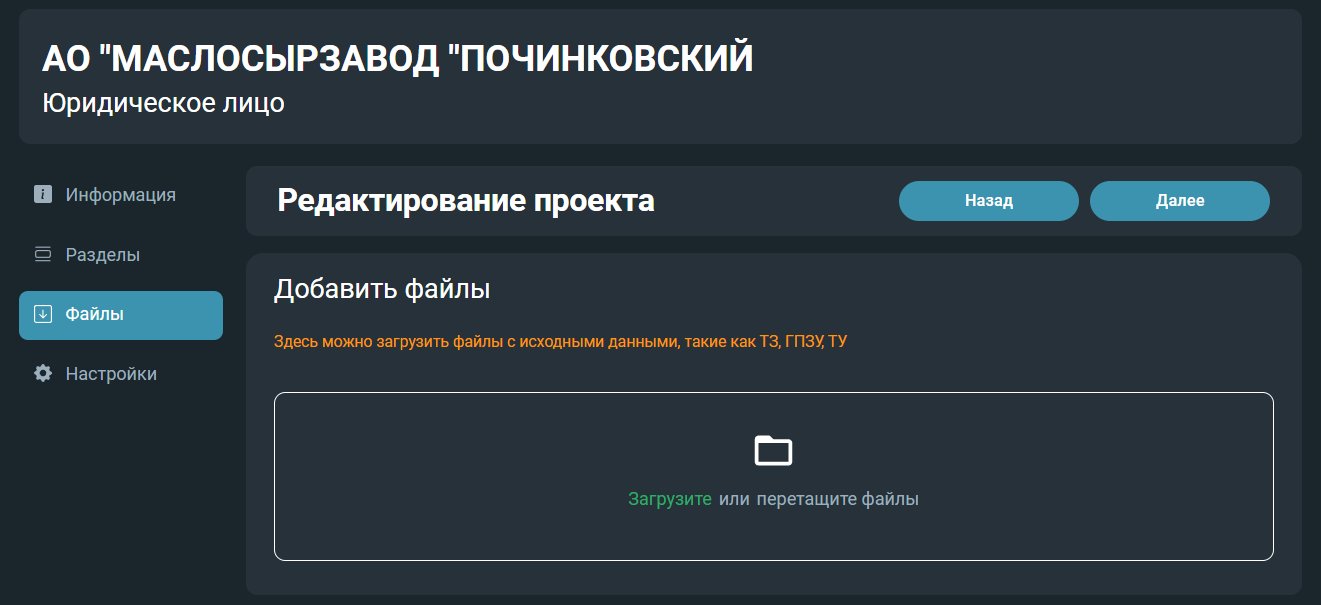 АО "МАСЛОСЫРЗАВОД "ПОЧИНКОВСКИЙ
Юридическое лицо
Информация
Разделы
Файлы
Настройки
Редактирование проекта
Назад
Далее
Добавить файлы
Здесь можно загрузить файлы с исходными данными, такие как ТЗ, ГПЗУ, ТУ
Загрузите или перетащите файлы